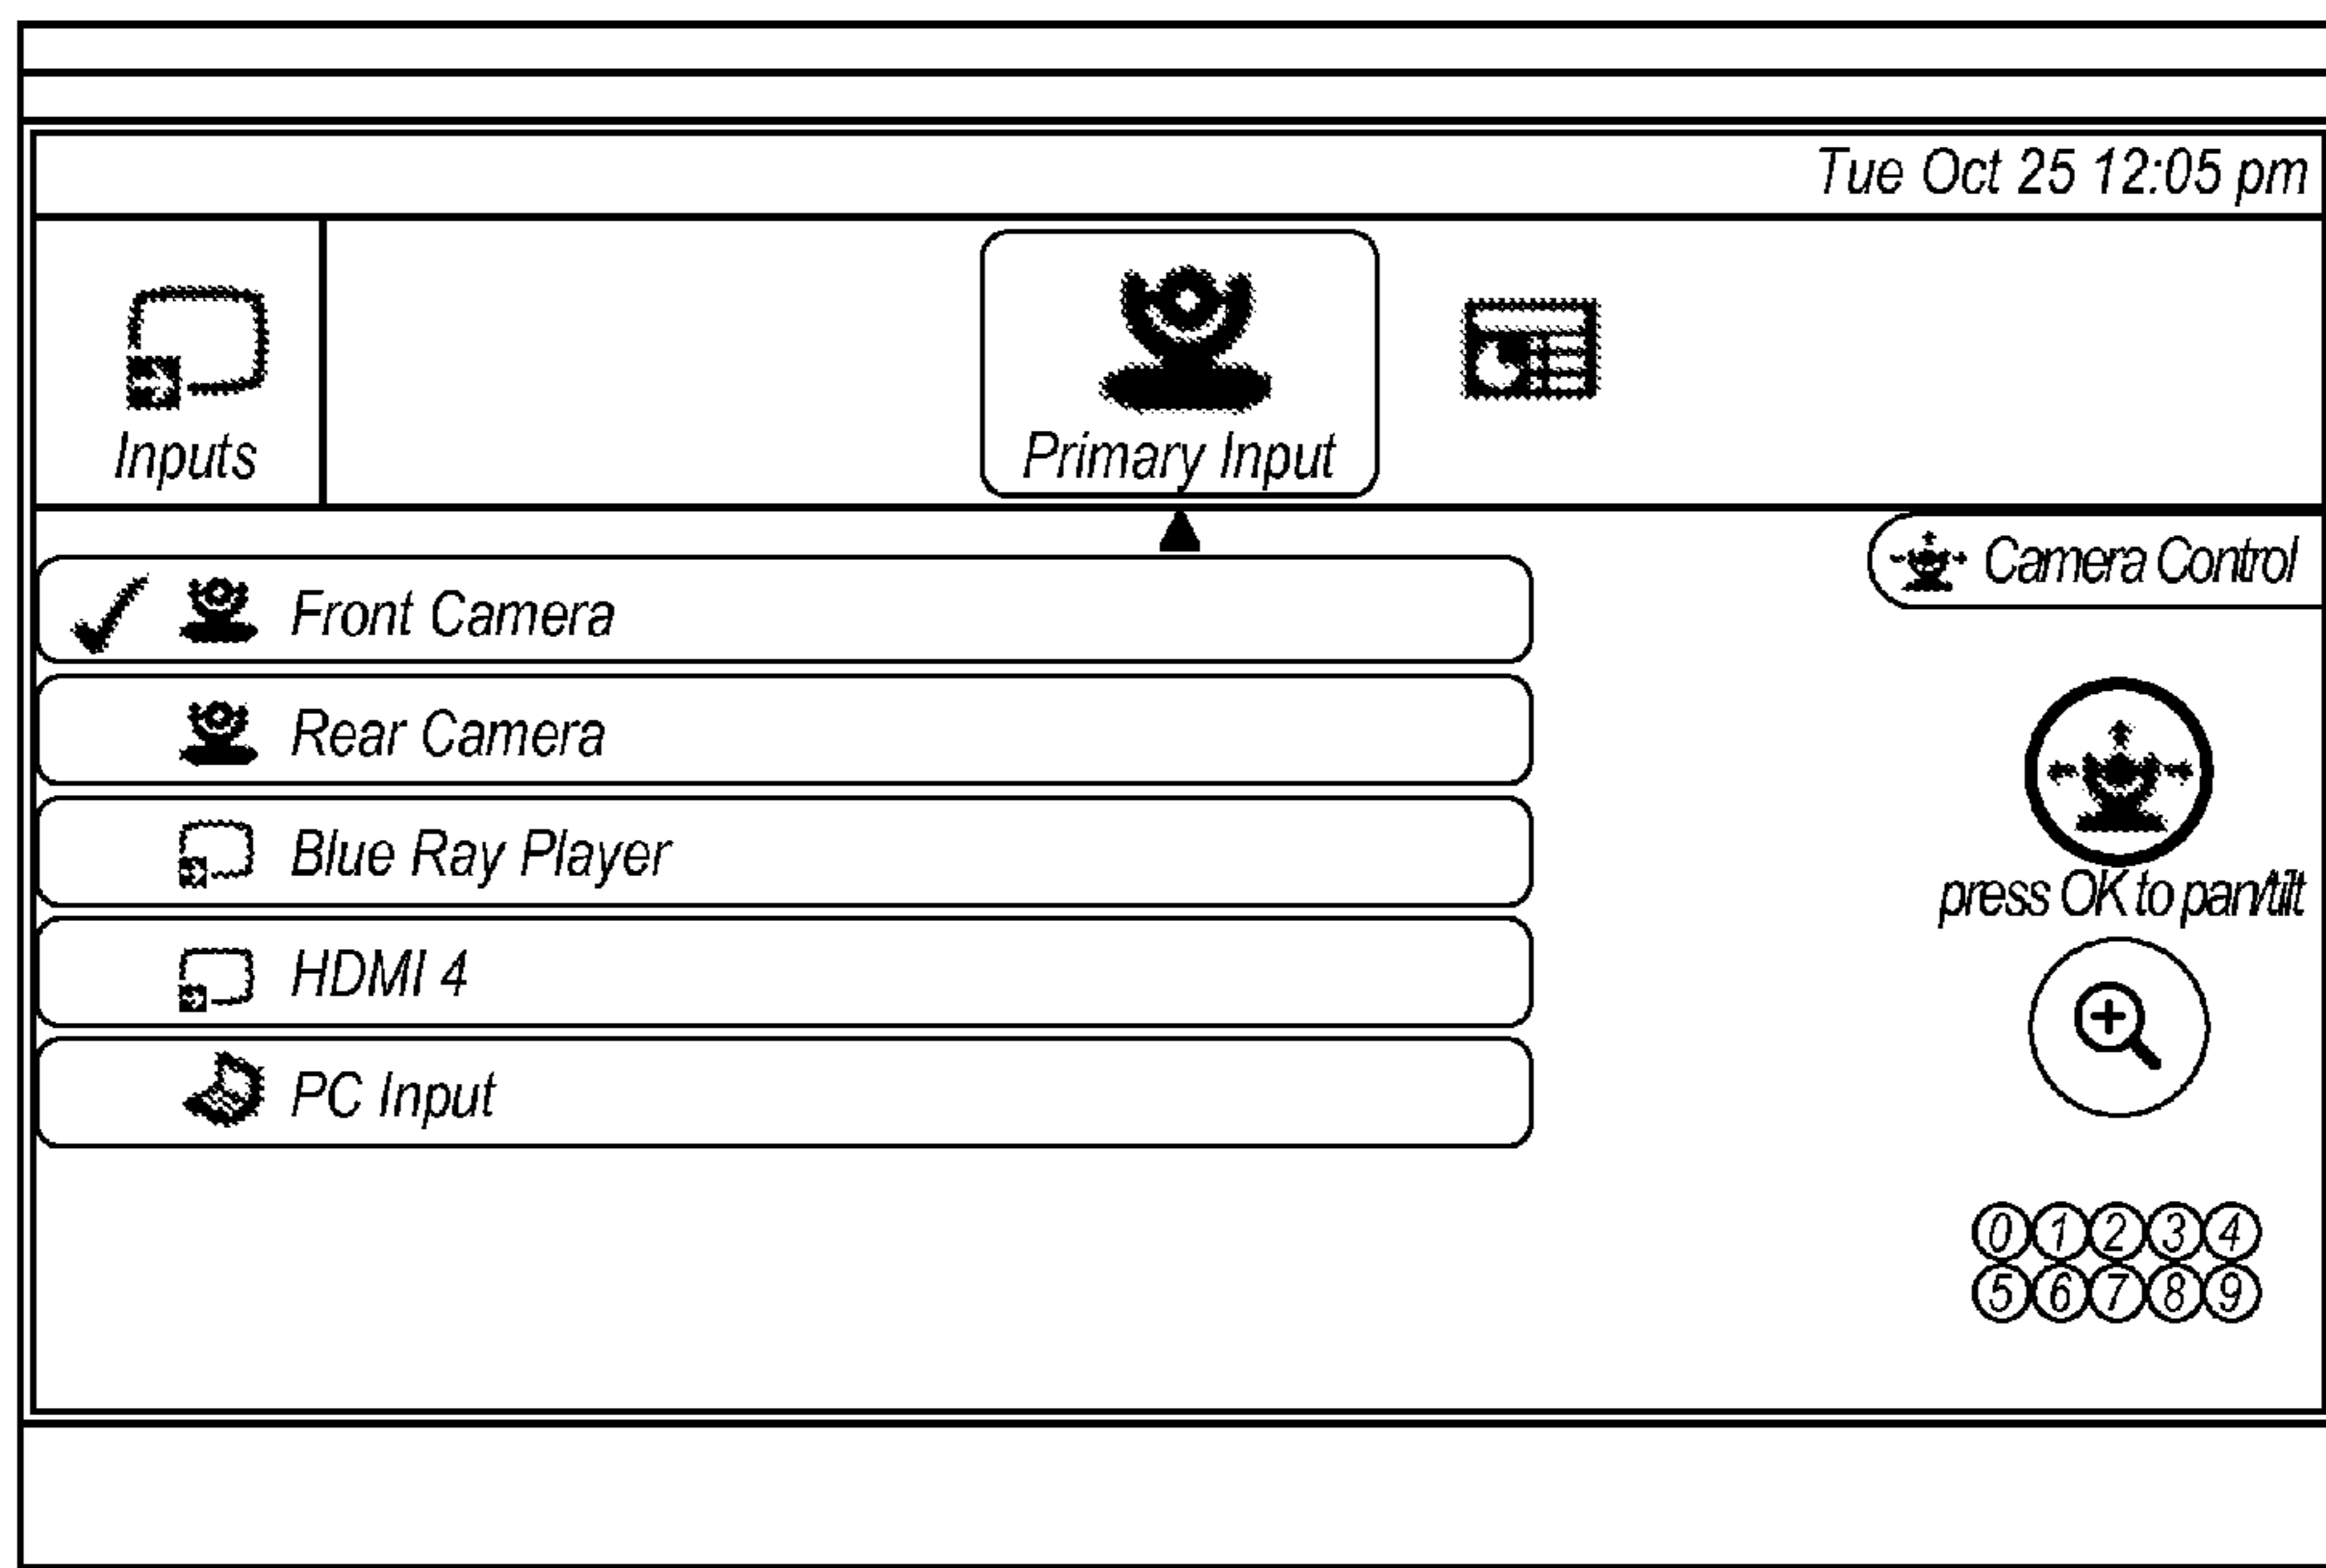 Tue Oct 25 12:05 pm
Inputs
Primary Input
Camera Control
Front Camera
Rear Camera
Blue Ray Player
HDMI 4
PC Input
press OK to pan/tilt
0 1 2 3 4
5 6 7 8 9